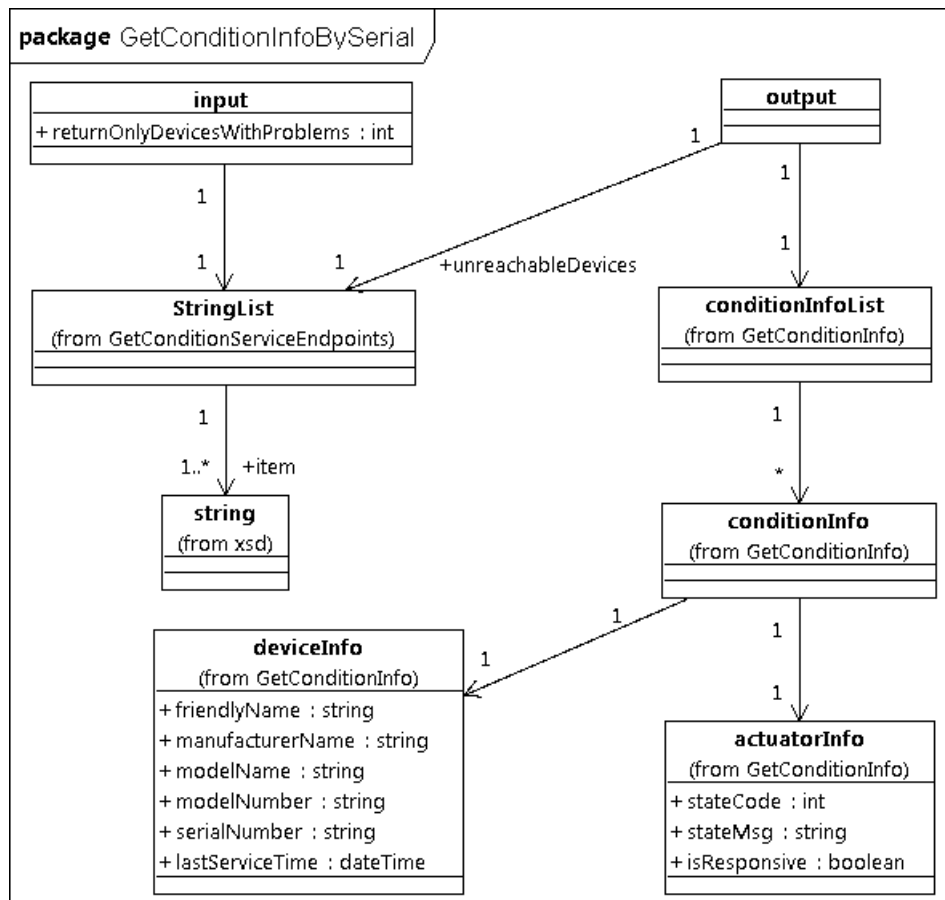 package GetConditionInfoBySerial
input
+ returnOnlyDevicesWithProblems : int
output
1
1
1
1
1
1
+unreachableDevices
StringList
(from GetConditionServiceEndpoints)
conditionInfoList
(from GetConditionInfo)
1
1
1..*
+item
*
string
(from xsd)
conditionInfo
(from GetConditionInfo)
1
1
1
1
deviceInfo
(from GetConditionInfo)
+ friendlyName : string
+ manufacturerName : string
+ modelName : string
+ modelNumber : string
+ serialNumber : string
+ lastServiceTime : dateTime
actuatorInfo
(from GetConditionInfo)
+ stateCode : int
+ stateMsg : string
+ isResponsive : boolean